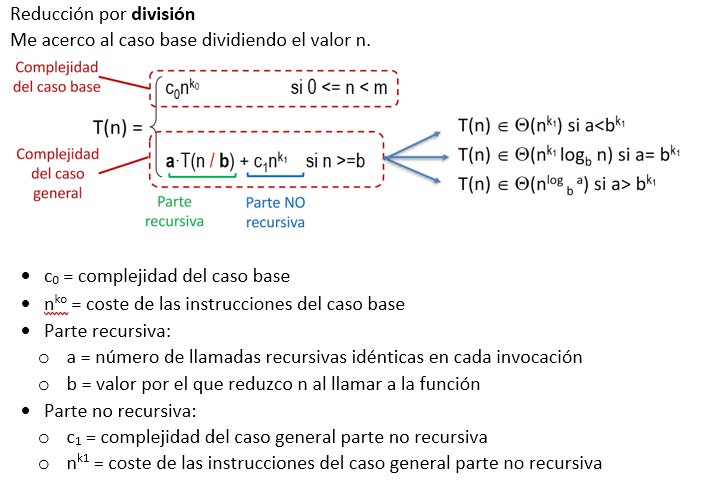 Reducción por división
Me acerco al caso base dividiendo el valor n.
Complejidad
del caso base
c₀nᵏ⁰ si 0 <= n < m
T(n) =
Complejidad
del caso
general
a·T(n / b) + c₁nᵏ¹ si n >=b
Parte
recursiva
Parte NO
recursiva
T(n) ∈ Θ(nᵏ¹) si a<bᵏ¹
T(n) ∈ Θ(nᵏ¹ log_b n) si a= bᵏ¹
T(n) ∈ Θ(n^log_b a) si a> bᵏ¹
• c₀ = complejidad del caso base
• nᵏᵒ = coste de las instrucciones del caso base
• Parte recursiva:
o a = número de llamadas recursivas idénticas en cada invocación
o b = valor por el que reduzco n al llamar a la función
• Parte no recursiva:
o c₁ = complejidad del caso general parte no recursiva
o nᵏ¹ = coste de las instrucciones del caso general parte no recursiva